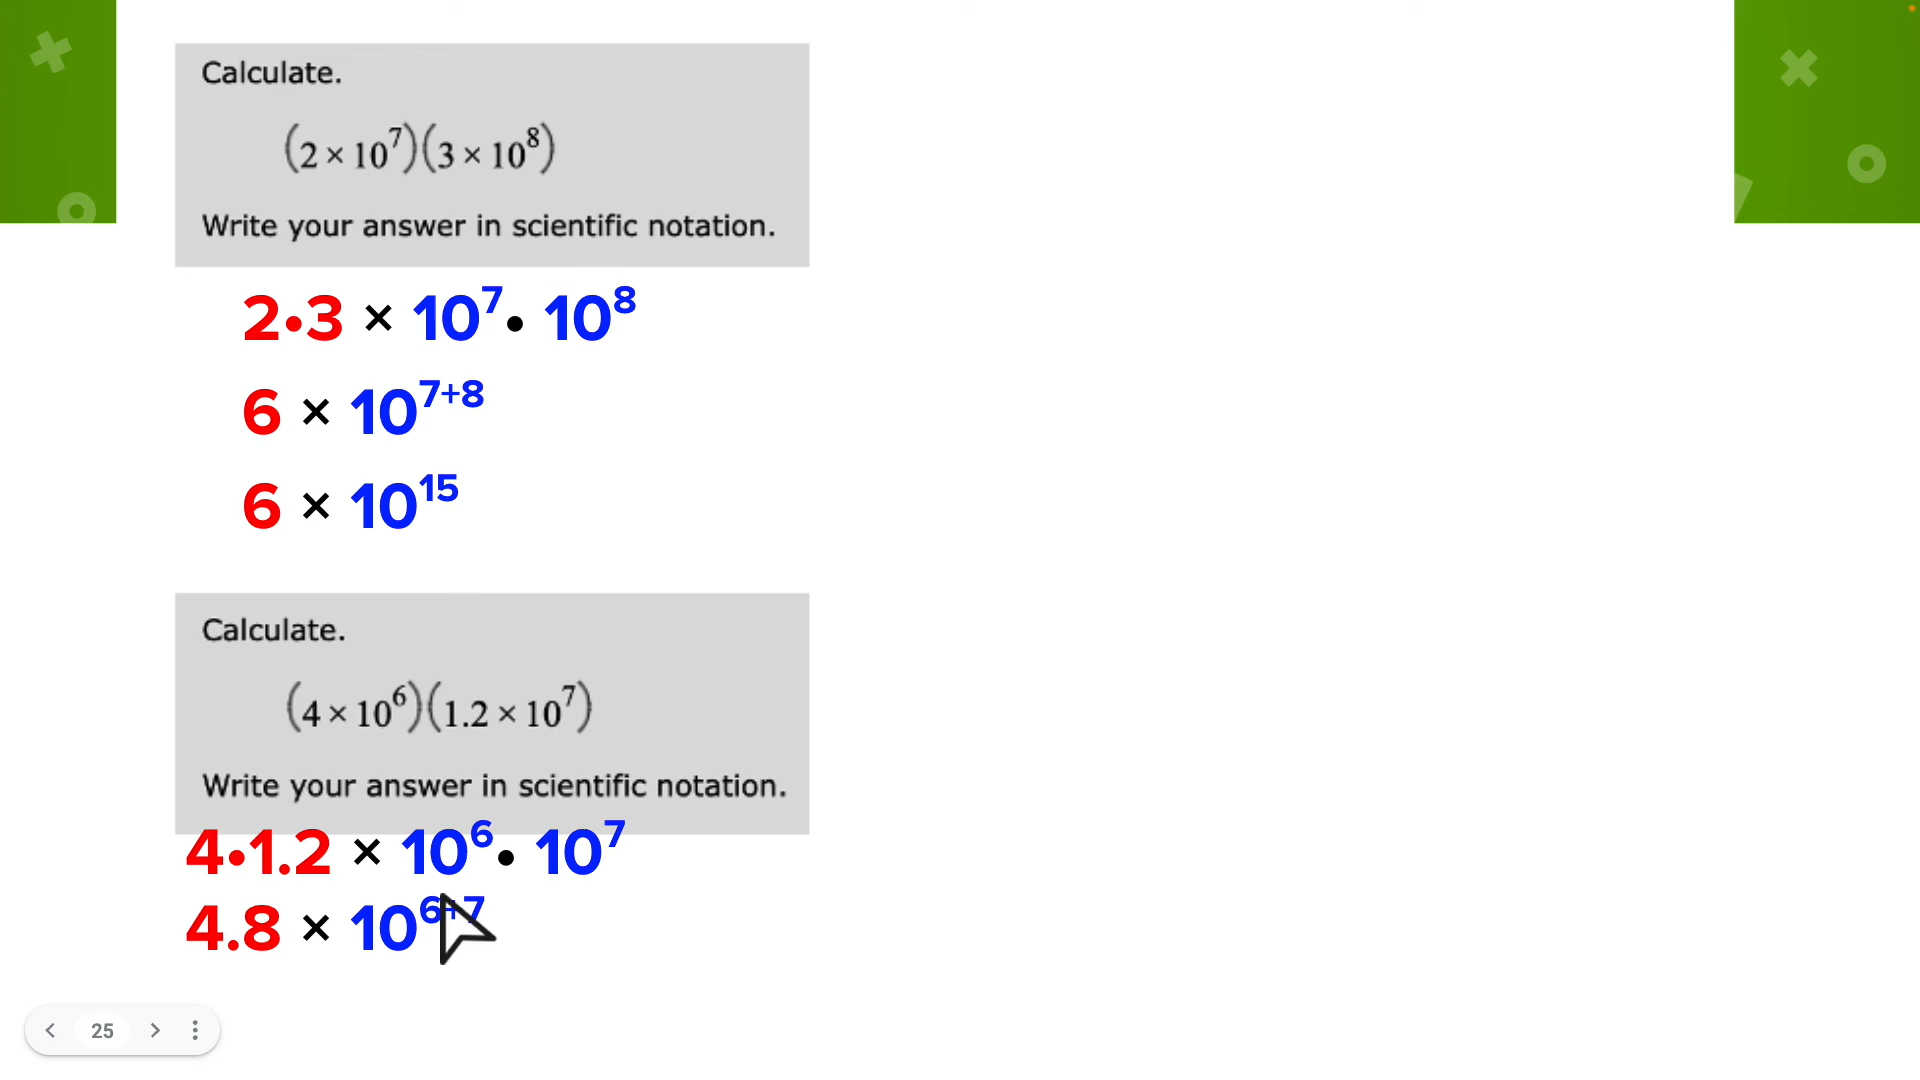 Calculate.
(2 × 10⁷)(3 × 10⁸)
Write your answer in scientific notation.
2•3 × 10⁷• 10⁸
6 × 10⁷⁺⁸
6 × 10¹⁵
Calculate.
(4 × 10⁶)(1.2 × 10⁷)
Write your answer in scientific notation.
4•1.2 × 10⁶• 10⁷
4.8 × 10⁶⁺⁷
25